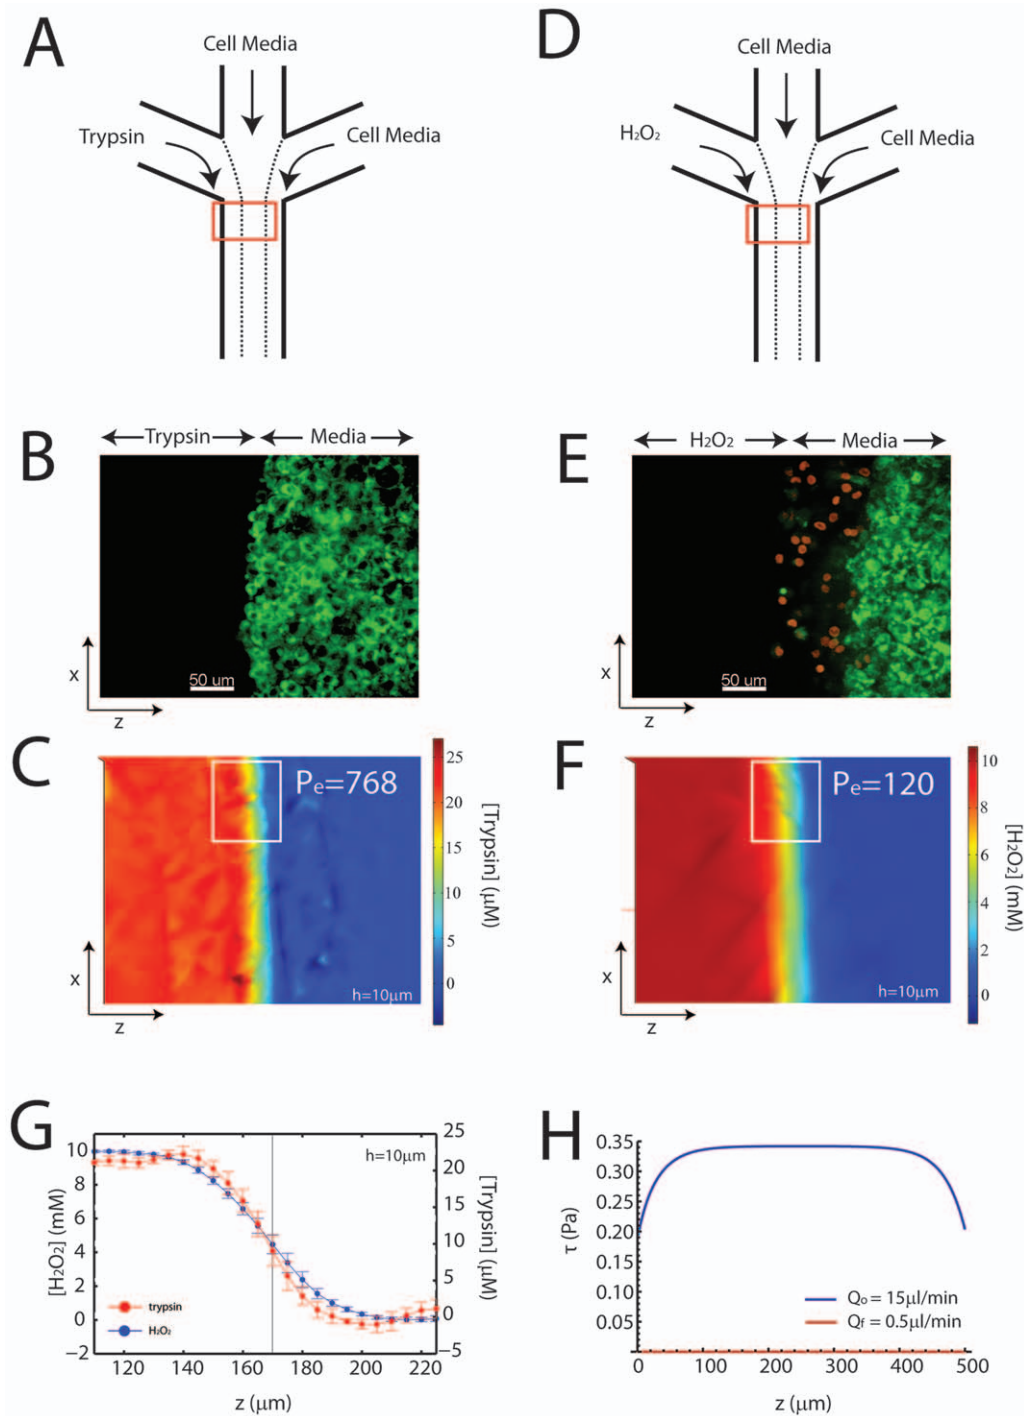 A
Cell Media
Trypsin
Cell Media
D
Cell Media
H₂O₂
Cell Media
B
Trypsin
Media
50 um
x
z
E
H₂O₂
Media
50 um
x
z
C
Pe=768
h=10μm
x
z
25
20
15
10
5
0
[Trypsin] (μM)
F
Pe=120
h=10μm
x
z
10
8
6
4
2
0
[H₂O₂] (mM)
G
h=10μm
10
8
6
4
2
0
−2
[H₂O₂] (mM)
25
20
15
10
5
0
−5
[Trypsin] (μM)
trypsin
H₂O₂
120 140 160 180 200 220
z (μm)
H
0.35
0.30
0.25
0.20
0.15
0.10
0.05
τ (Pa)
Qo = 15μl/min
Qf = 0.5μl/min
0 100 200 300 400 500
z (μm)